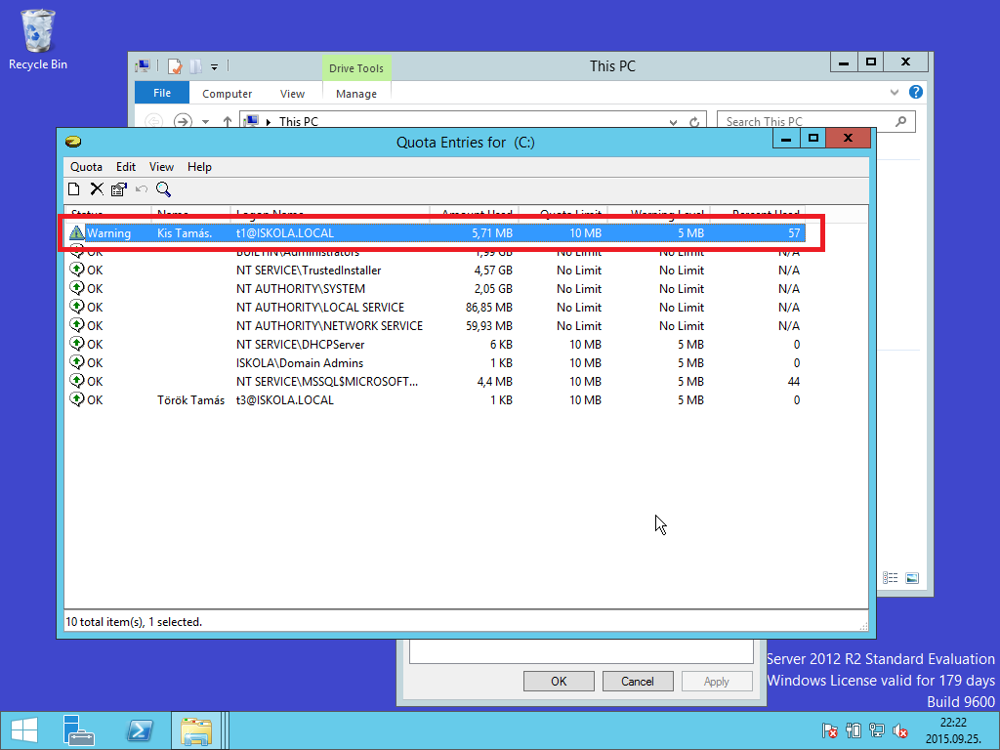 Recycle Bin
Drive Tools
This PC
File Computer View Manage
This PC
Search This PC
Quota Entries for (C:)
Quota Edit View Help
Status Name Logon Name Amount Used Quota Limit Warning Level Percent Used
Warning Kis Tamás. t1@ISKOLA.LOCAL 5,71 MB 10 MB 5 MB 57
OK BUILTIN\Administrators 1,99 GB No Limit No Limit N/A
OK NT SERVICE\TrustedInstaller 4,57 GB No Limit No Limit N/A
OK NT AUTHORITY\SYSTEM 2,05 GB No Limit No Limit N/A
OK NT AUTHORITY\LOCAL SERVICE 86,85 MB No Limit No Limit N/A
OK NT AUTHORITY\NETWORK SERVICE 59,93 MB No Limit No Limit N/A
OK NT SERVICE\DHCPServer 6 KB 10 MB 5 MB 0
OK ISKOLA\Domain Admins 1 KB 10 MB 5 MB 0
OK NT SERVICE\MSSQL$MICROSOFT... 4,4 MB 10 MB 5 MB 44
OK Török Tamás t3@ISKOLA.LOCAL 1 KB 10 MB 5 MB 0
10 total item(s), 1 selected.
OK Cancel Apply
Server 2012 R2 Standard Evaluation
Windows License valid for 179 days
Build 9600
22:22
2015.09.25.